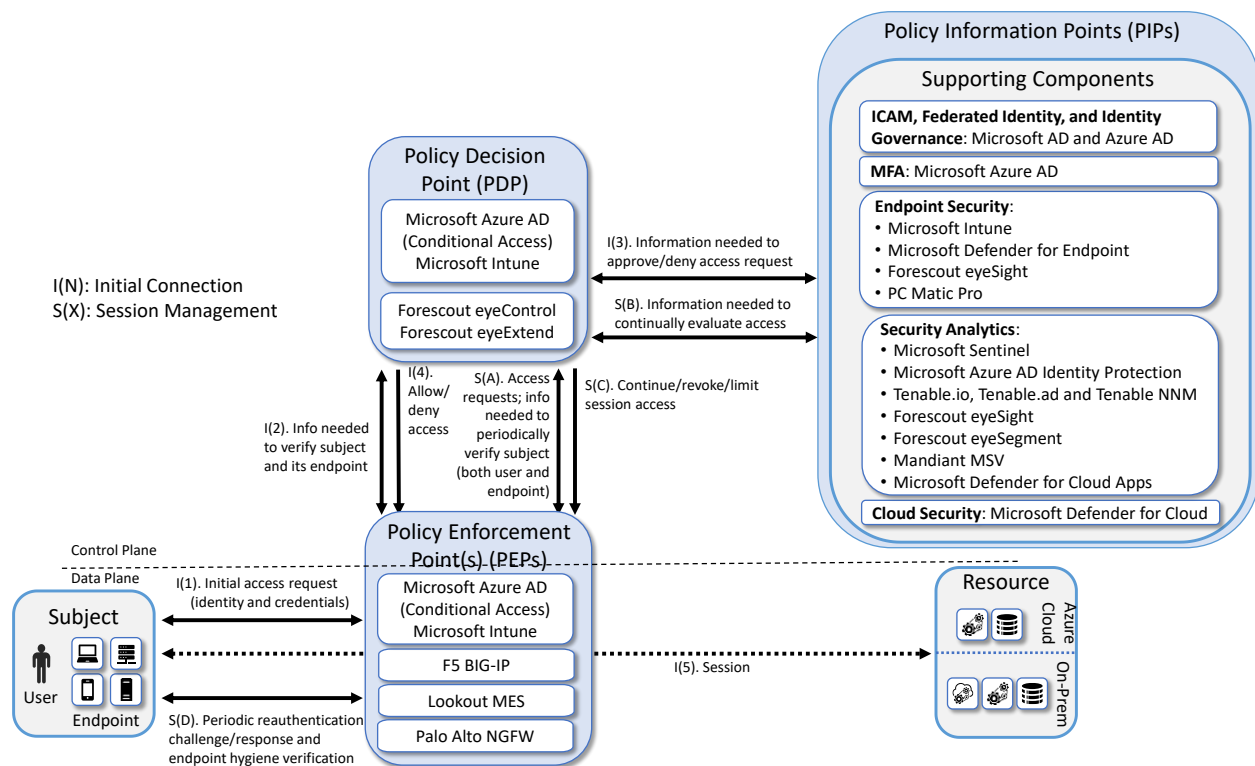 Policy Information Points (PIPs)
Supporting Components
ICAM, Federated Identity, and Identity
Governance: Microsoft AD and Azure AD
MFA: Microsoft Azure AD
Endpoint Security:
• Microsoft Intune
• Microsoft Defender for Endpoint
• Forescout eyeSight
• PC Matic Pro
Security Analytics:
• Microsoft Sentinel
• Microsoft Azure AD Identity Protection
• Tenable.io, Tenable.ad and Tenable NNM
• Forescout eyeSight
• Forescout eyeSegment
• Mandiant MSV
• Microsoft Defender for Cloud Apps
Cloud Security: Microsoft Defender for Cloud
Policy Decision
Point (PDP)
Microsoft Azure AD
(Conditional Access)
Microsoft Intune
Forescout eyeControl
Forescout eyeExtend
I(3). Information needed to
approve/deny access request
S(B). Information needed to
continually evaluate access
I(N): Initial Connection
S(X): Session Management
I(2). Info needed
to verify subject
and its endpoint
I(4).
Allow/
deny
access
S(A). Access
requests; info
needed to
periodically
verify subject
(both user and
endpoint)
S(C). Continue/revoke/limit
session access
Policy Enforcement
Point(s) (PEPs)
Microsoft Azure AD
(Conditional Access)
Microsoft Intune
F5 BIG-IP
Lookout MES
Palo Alto NGFW
Control Plane
Data Plane
I(1). Initial access request
(identity and credentials)
Subject
User
Endpoint
S(D). Periodic reauthentication
challenge/response and
endpoint hygiene verification
I(5). Session
Resource
Azure
Cloud
On-Prem